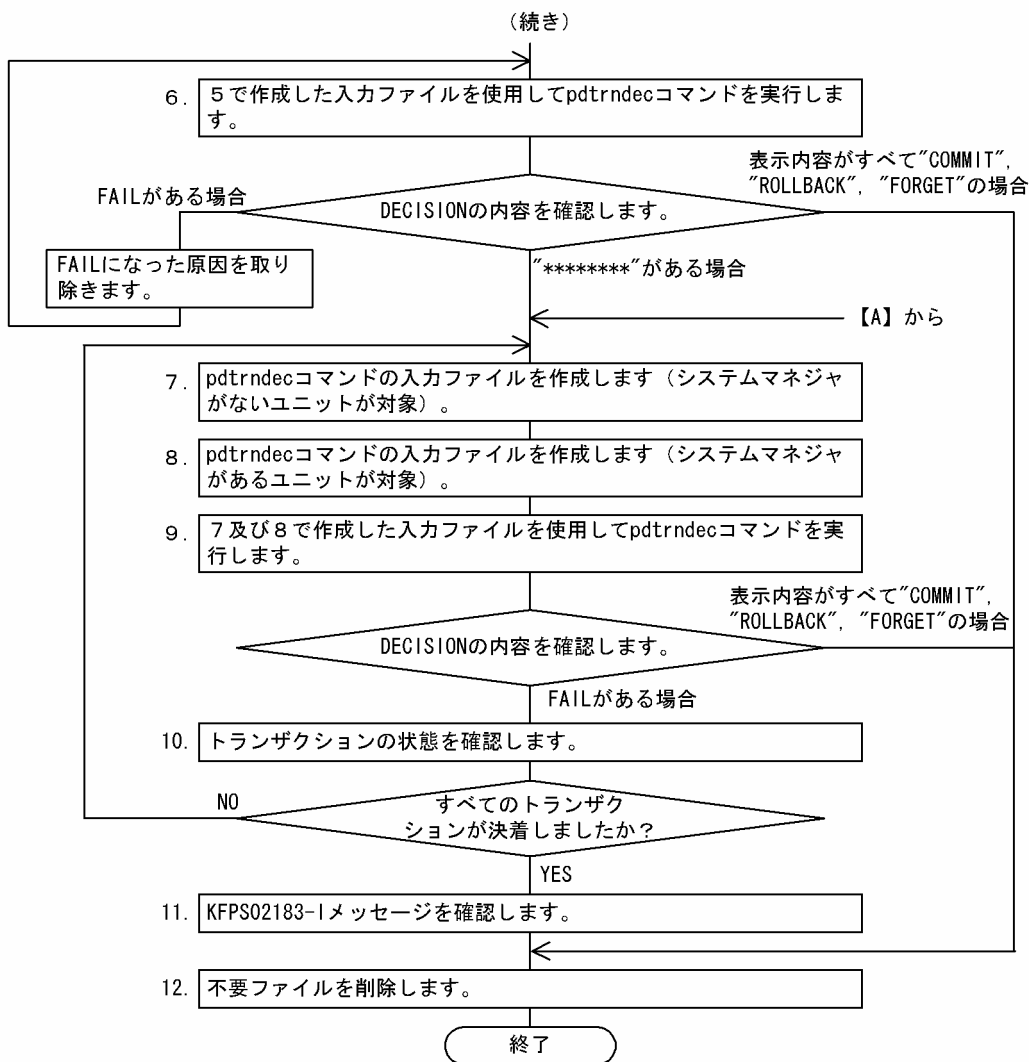 (続き)
6. 5で作成した入力ファイルを使用してpdtrndecコマンドを実行しま
す。
表示内容がすべて"COMMIT",
"ROLLBACK", "FORGET"の場合
FAILがある場合
DECISIONの内容を確認します。
FAILになった原因を取り
除きます。
"********"がある場合
【A】から
7. pdtrndecコマンドの入力ファイルを作成します（システムマネジャ
がないユニットが対象）。
8. pdtrndecコマンドの入力ファイルを作成します（システムマネジャ
があるユニットが対象）。
9. 7及び8で作成した入力ファイルを使用してpdtrndecコマンドを実
行します。
表示内容がすべて"COMMIT",
"ROLLBACK", "FORGET"の場合
DECISIONの内容を確認します。
FAILがある場合
10. トランザクションの状態を確認します。
NO
すべてのトランザク
ションが決着しましたか？
YES
11. KFPS02183-Iメッセージを確認します。
12. 不要ファイルを削除します。
終了